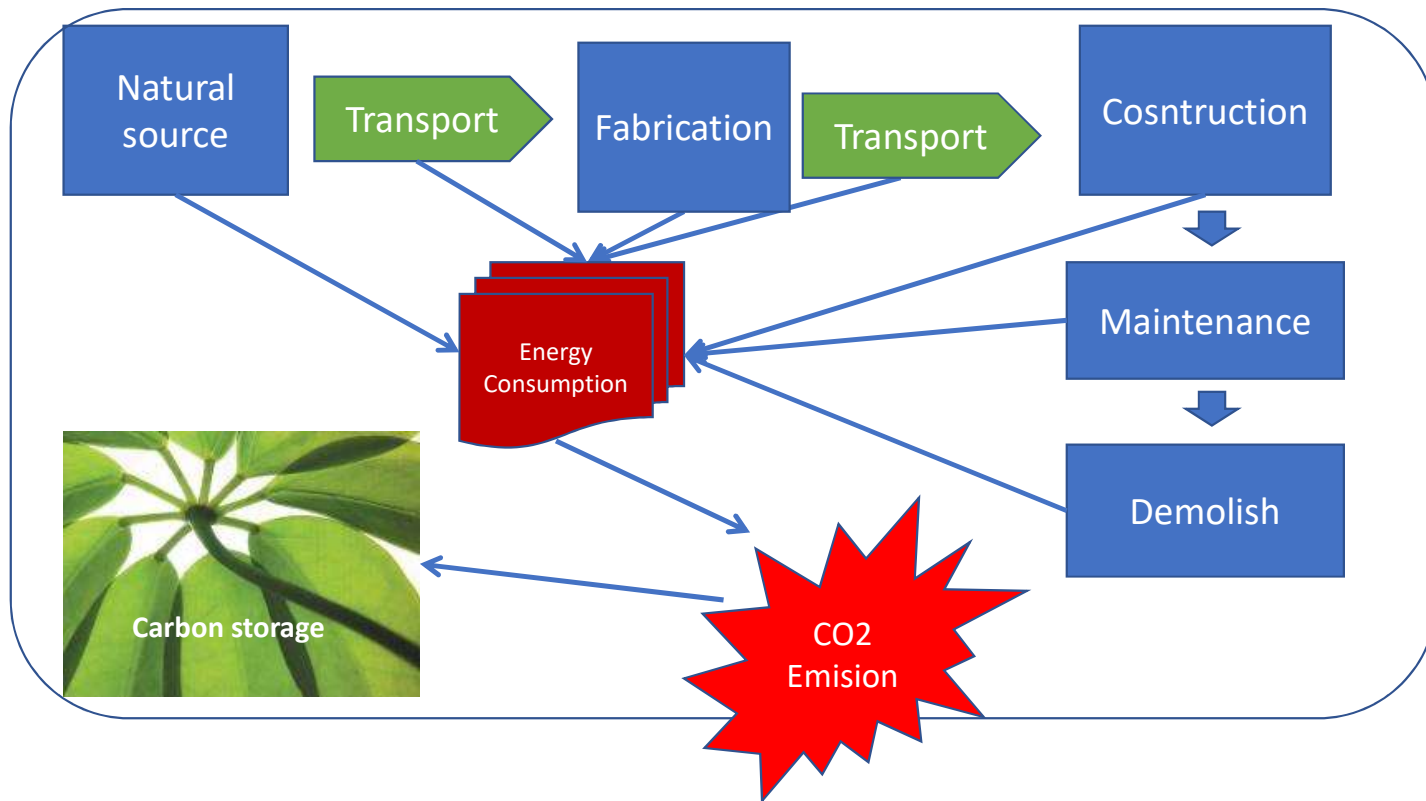 Natural
source
Transport
Fabrication
Transport
Cosntruction
Maintenance
Energy
Consumption
Demolish
Carbon storage
CO2
Emision